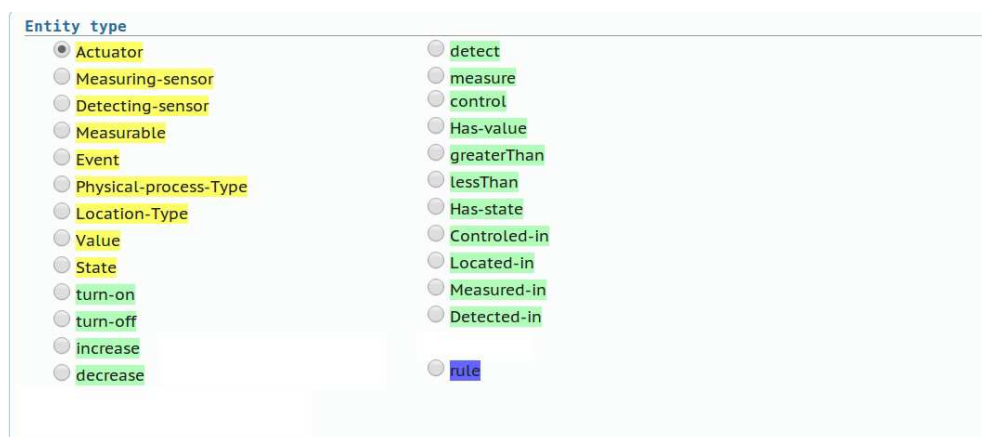 Entity type
Actuator
Measuring-sensor
Detecting-sensor
Measurable
Event
Physical-process-Type
Location-Type
Value
State
turn-on
turn-off
increase
decrease
detect
measure
control
Has-value
greaterThan
lessThan
Has-state
Controled-in
Located-in
Measured-in
Detected-in
rule